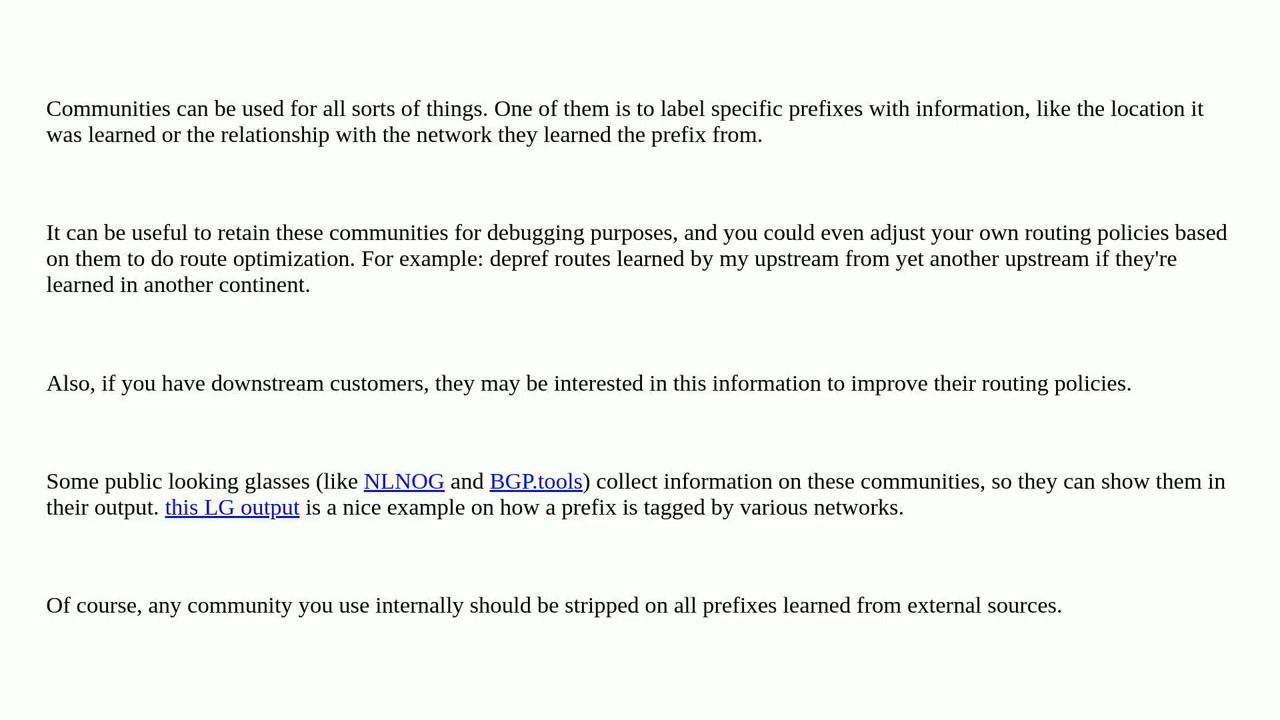 Communities can be used for all sorts of things. One of them is to label specific prefixes with information, like the location it
was learned or the relationship with the network they learned the prefix from.
It can be useful to retain these communities for debugging purposes, and you could even adjust your own routing policies based
on them to do route optimization. For example: depref routes learned by my upstream from yet another upstream if they're
learned in another continent.
Also, if you have downstream customers, they may be interested in this information to improve their routing policies.
Some public looking glasses (like NLNOG and BGP.tools) collect information on these communities, so they can show them in
their output. this LG output is a nice example on how a prefix is tagged by various networks.
Of course, any community you use internally should be stripped on all prefixes learned from external sources.